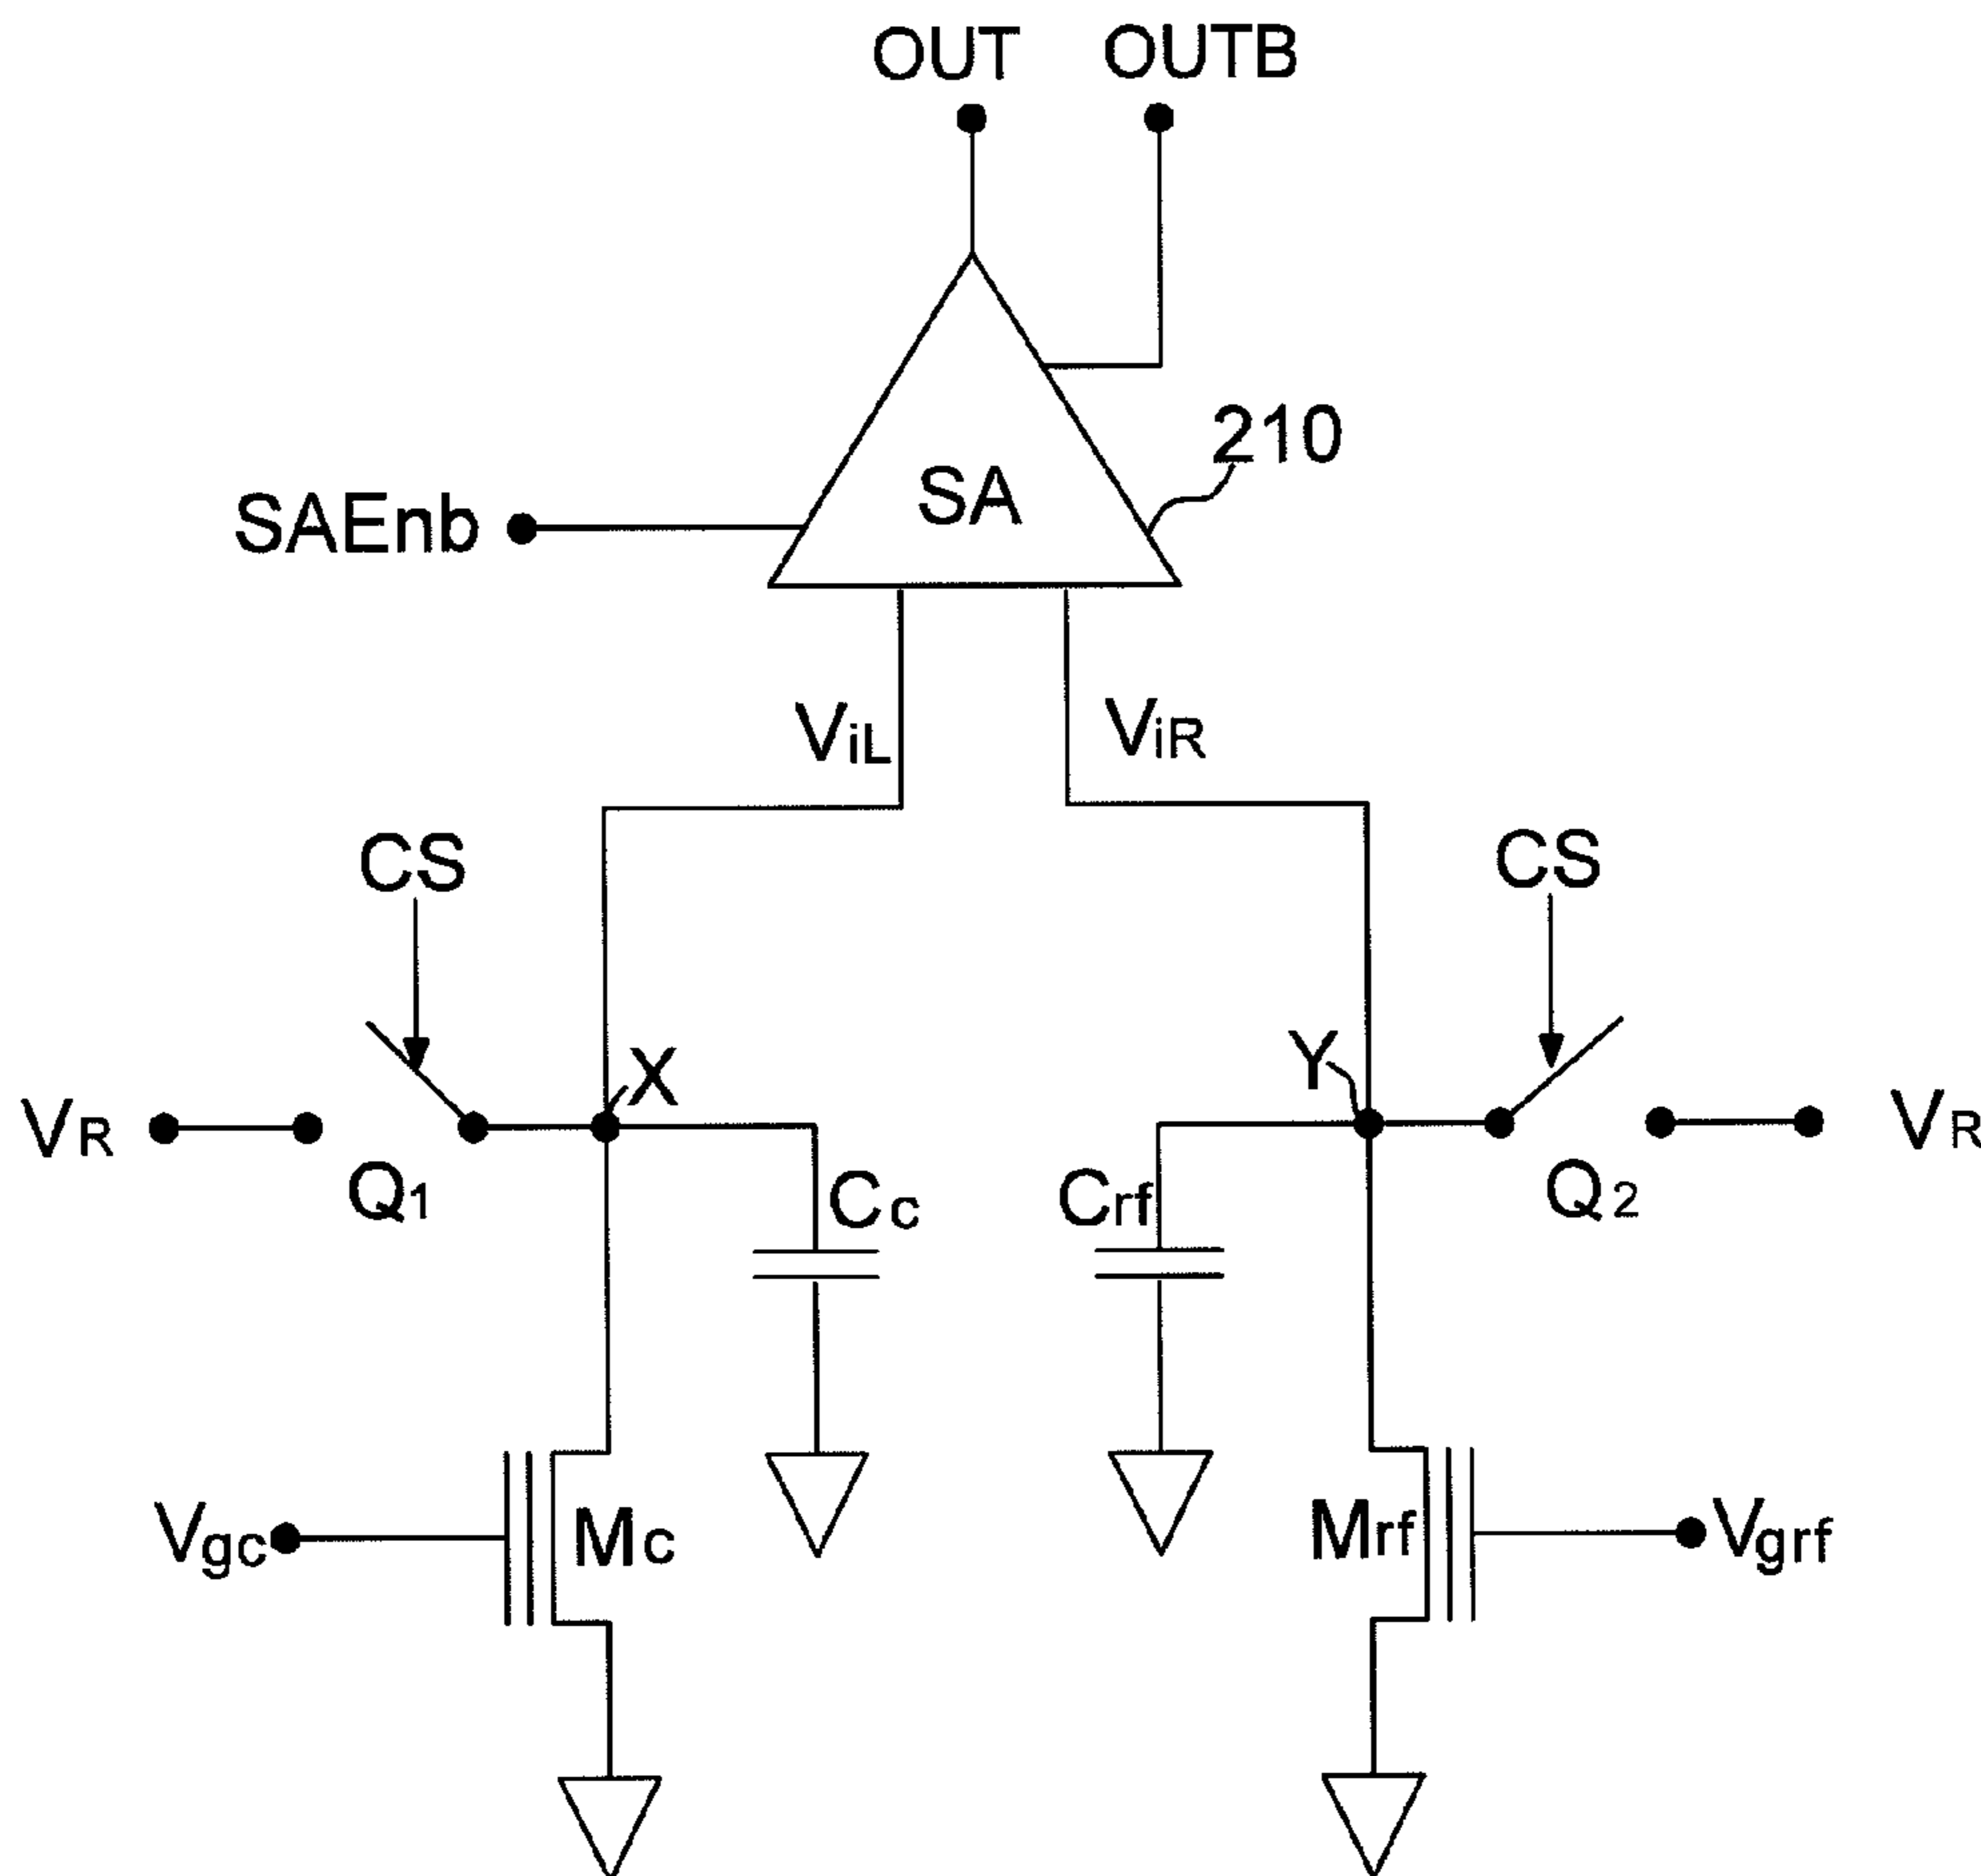 OUT OUTB
210
SA
SAEnb
ViL ViR
CS CS
X Y
VR VR
Q1 Cc Crf Q2
Vgc Mc Mrf Vgrf